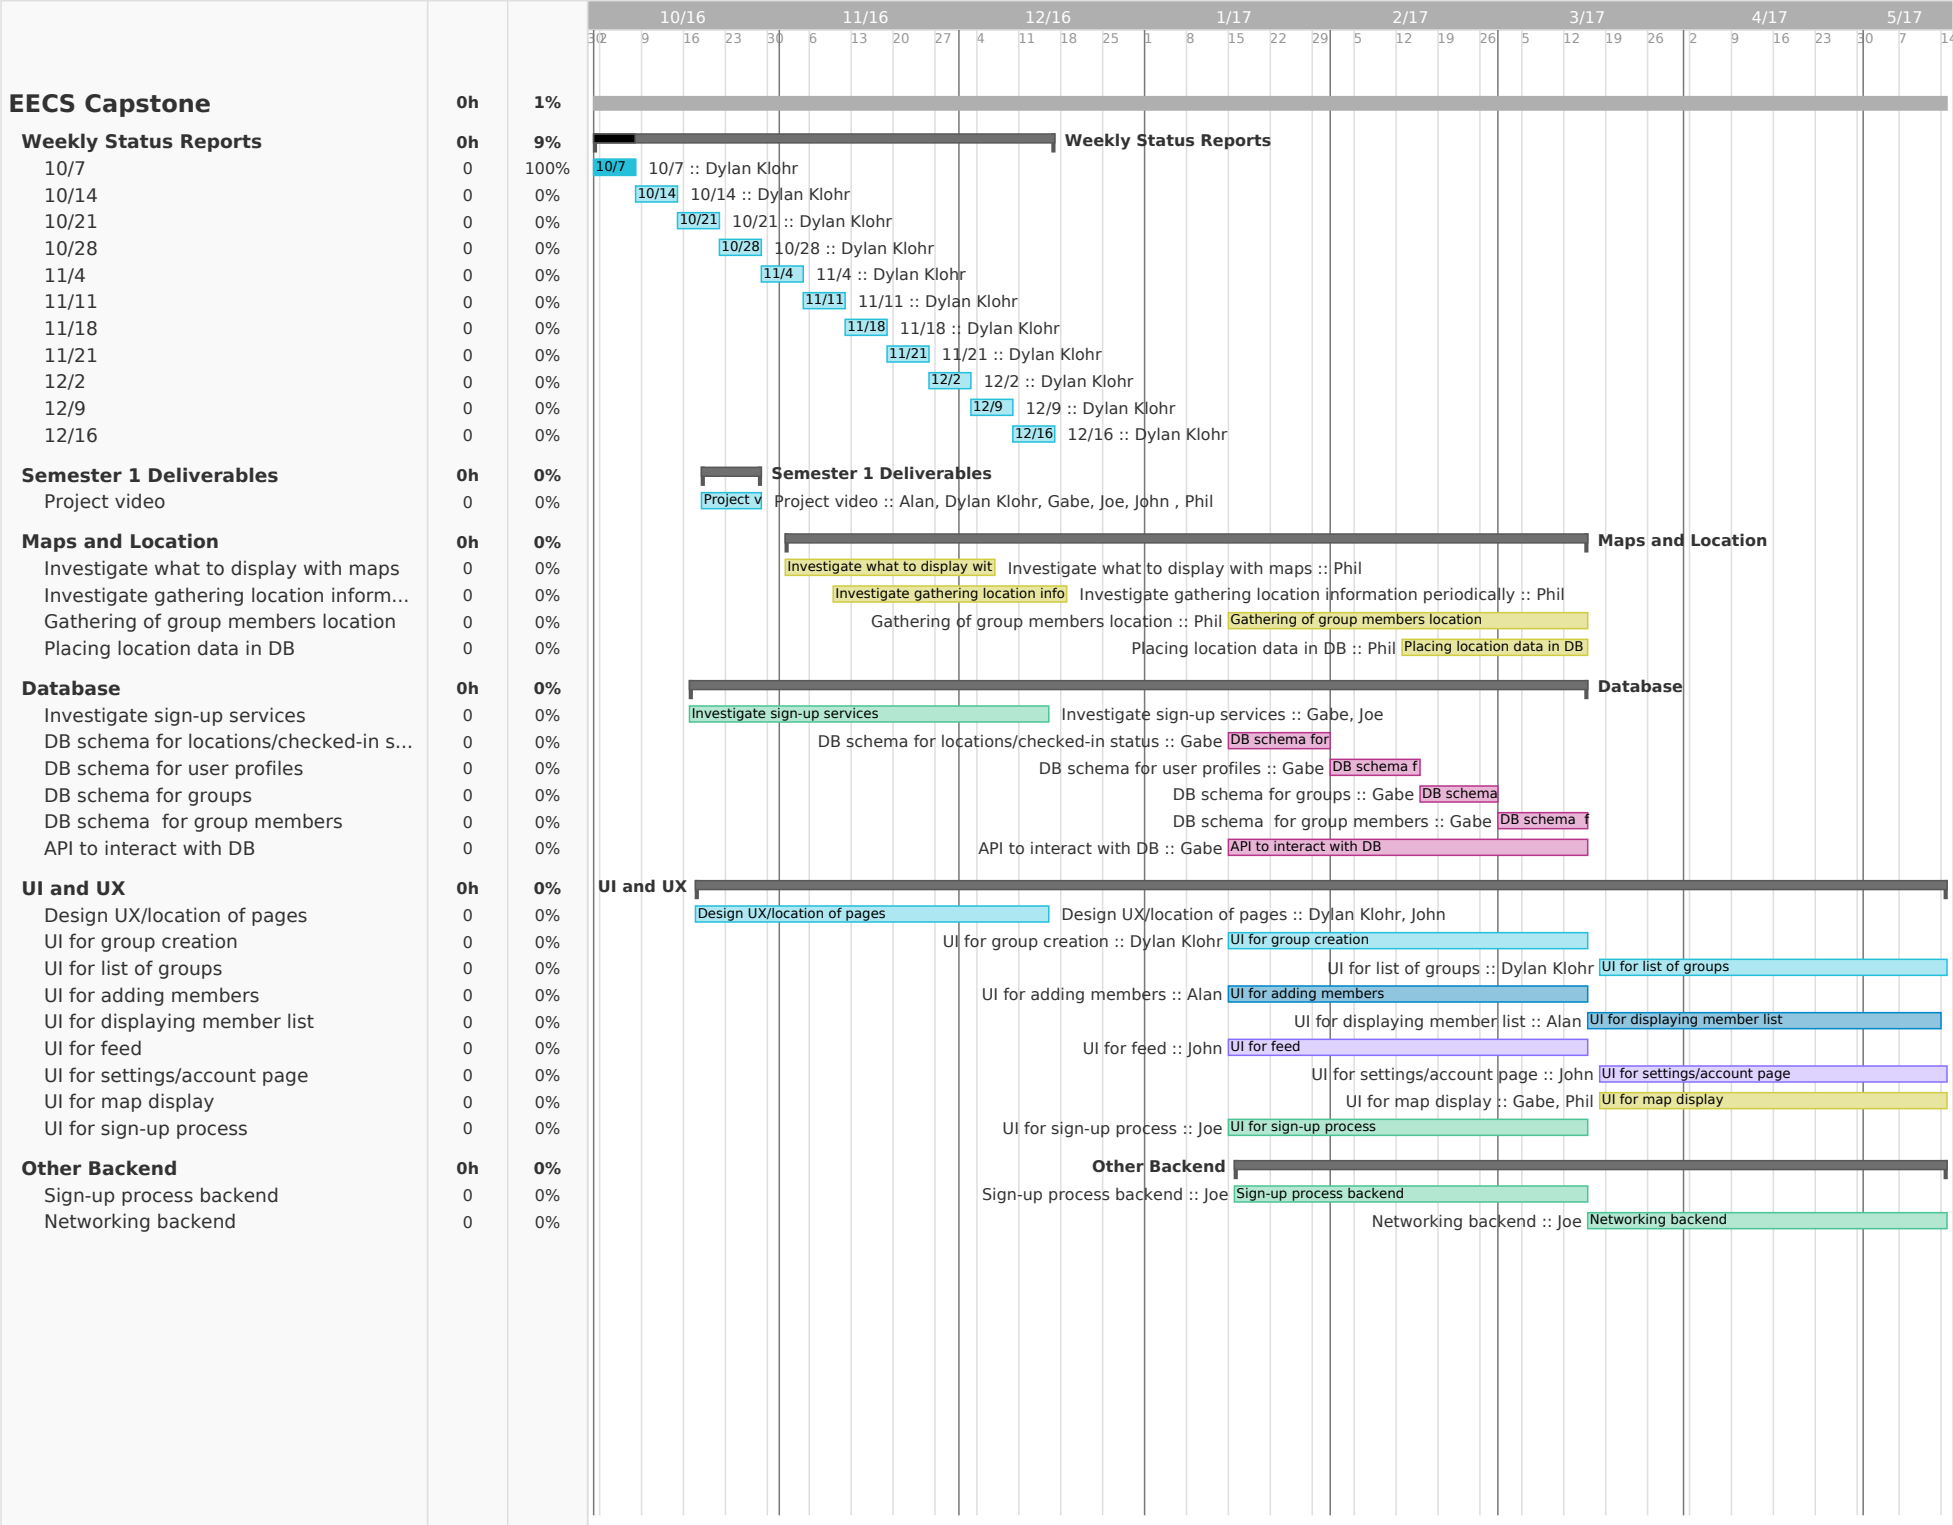 10/16 11/16 12/16 1/17 2/17 3/17 4/17 5/17
30 2 9 16 23 30 6 13 20 27 4 11 18 25 1 8 15 22 29 5 12 19 26 5 12 19 26 2 9 16 23 30 7 14
EECS Capstone 0h 1%
Weekly Status Reports 0h 9% Weekly Status Reports
10/7 0 100% 10/7 10/7 :: Dylan Klohr
10/14 0 0% 10/14 10/14 :: Dylan Klohr
10/21 0 0% 10/21 10/21 :: Dylan Klohr
10/28 0 0% 10/28 10/28 :: Dylan Klohr
11/4 0 0% 11/4 11/4 :: Dylan Klohr
11/11 0 0% 11/11 11/11 :: Dylan Klohr
11/18 0 0% 11/18 11/18 :: Dylan Klohr
11/21 0 0% 11/21 11/21 :: Dylan Klohr
12/2 0 0% 12/2 12/2 :: Dylan Klohr
12/9 0 0% 12/9 12/9 :: Dylan Klohr
12/16 0 0% 12/16 12/16 :: Dylan Klohr
Semester 1 Deliverables 0h 0% Semester 1 Deliverables
Project video 0 0% Project v Project video :: Alan, Dylan Klohr, Gabe, Joe, John , Phil
Maps and Location 0h 0% Maps and Location
Investigate what to display with maps 0 0% Investigate what to display wit Investigate what to display with maps :: Phil
Investigate gathering location inform... 0 0% Investigate gathering location info Investigate gathering location information periodically :: Phil
Gathering of group members location 0 0% Gathering of group members location :: Phil Gathering of group members location
Placing location data in DB 0 0% Placing location data in DB :: Phil Placing location data in DB
Database 0h 0% Database
Investigate sign-up services 0 0% Investigate sign-up services Investigate sign-up services :: Gabe, Joe
DB schema for locations/checked-in s... 0 0% DB schema for locations/checked-in status :: Gabe DB schema for
DB schema for user profiles 0 0% DB schema for user profiles :: Gabe DB schema f
DB schema for groups 0 0% DB schema for groups :: Gabe DB schema
DB schema  for group members 0 0% DB schema  for group members :: Gabe DB schema  f
API to interact with DB 0 0% API to interact with DB :: Gabe API to interact with DB
UI and UX 0h 0% UI and UX
Design UX/location of pages 0 0% Design UX/location of pages Design UX/location of pages :: Dylan Klohr, John
UI for group creation 0 0% UI for group creation :: Dylan Klohr UI for group creation
UI for list of groups 0 0% UI for list of groups :: Dylan Klohr UI for list of groups
UI for adding members 0 0% UI for adding members :: Alan UI for adding members
UI for displaying member list 0 0% UI for displaying member list :: Alan UI for displaying member list
UI for feed 0 0% UI for feed :: John UI for feed
UI for settings/account page 0 0% UI for settings/account page :: John UI for settings/account page
UI for map display 0 0% UI for map display :: Gabe, Phil UI for map display
UI for sign-up process 0 0% UI for sign-up process :: Joe UI for sign-up process
Other Backend 0h 0% Other Backend
Sign-up process backend 0 0% Sign-up process backend :: Joe Sign-up process backend
Networking backend 0 0% Networking backend :: Joe Networking backend